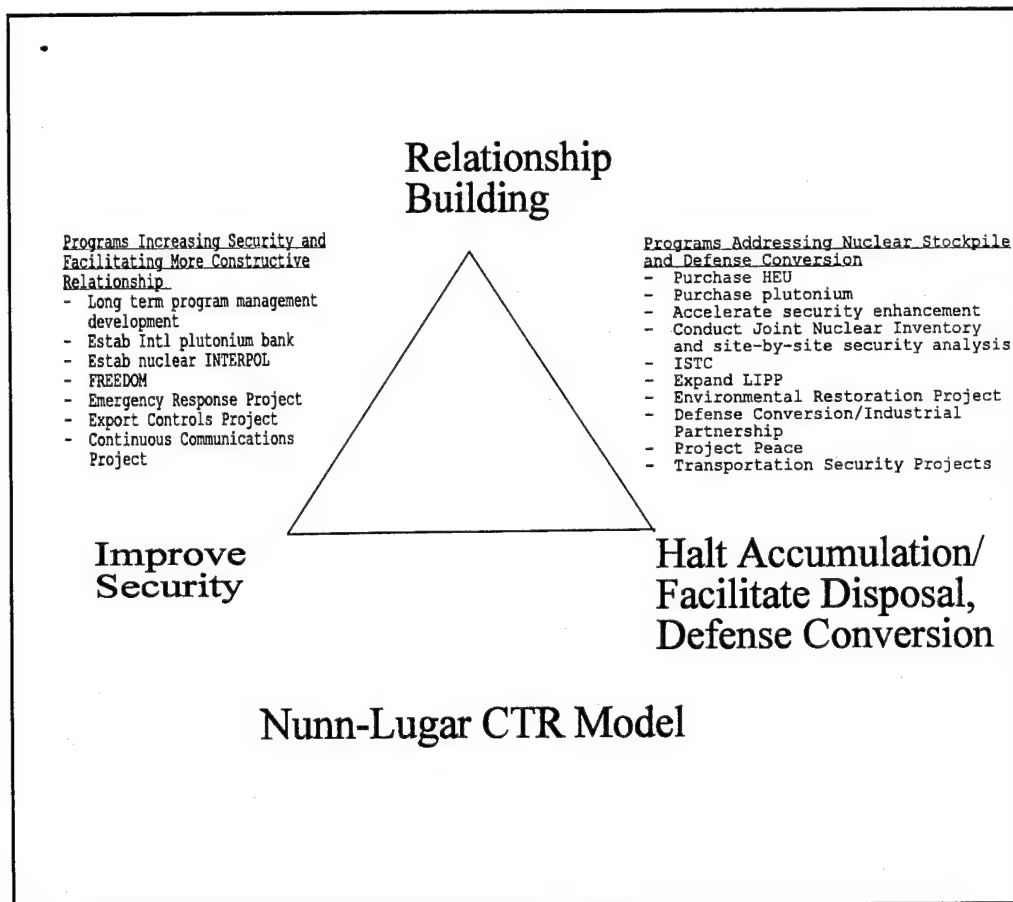 Relationship
Building
Programs Increasing Security and
Facilitating More Constructive
Relationship
- Long term program management
development
- Estab Intl plutonium bank
- Estab nuclear INTERPOL
- FREEDOM
- Emergency Response Project
- Export Controls Project
- Continuous Communications
Project
Programs Addressing Nuclear Stockpile
and Defense Conversion
- Purchase HEU
- Purchase plutonium
- Accelerate security enhancement
- Conduct Joint Nuclear Inventory
and site-by-site security analysis
- ISTC
- Expand LIPP
- Environmental Restoration Project
- Defense Conversion/Industrial
Partnership
- Project Peace
- Transportation Security Projects
Improve
Security
Halt Accumulation/
Facilitate Disposal,
Defense Conversion
Nunn-Lugar CTR Model